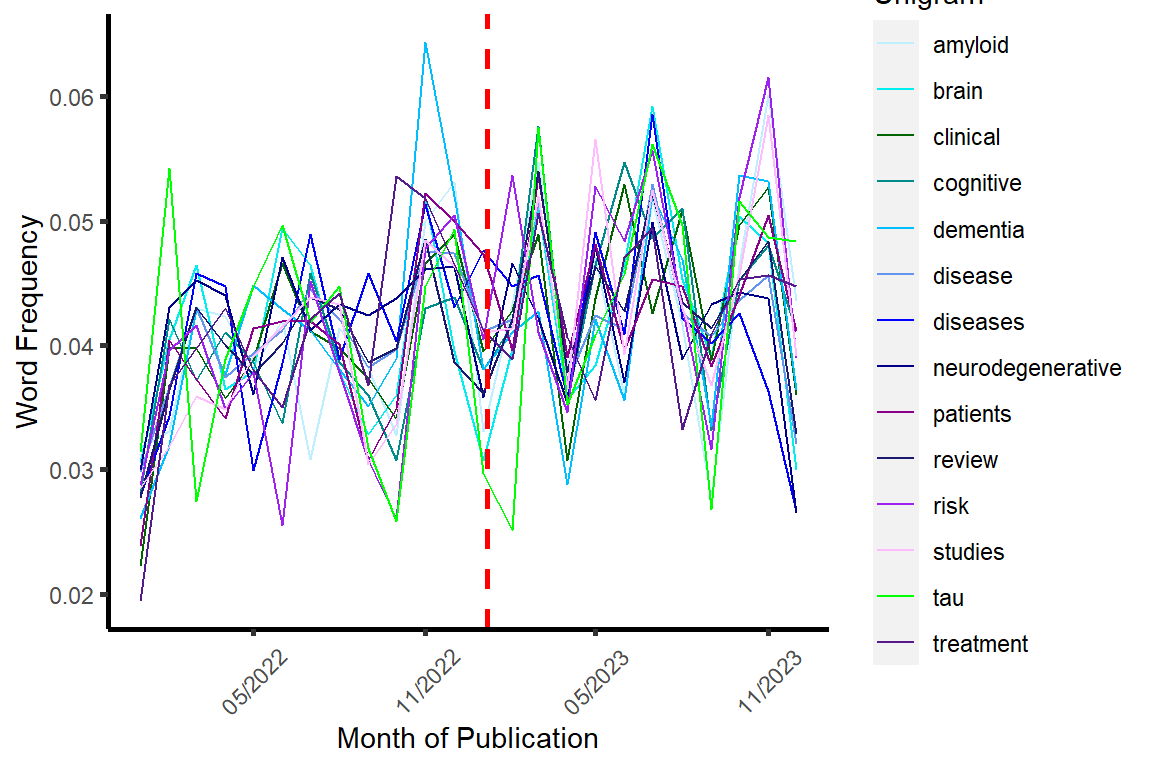 Unigram
amyloid
brain
clinical
cognitive
dementia
disease
diseases
neurodegenerative
patients
review
risk
studies
tau
treatment
Word Frequency
0.06
0.05
0.04
0.03
0.02
05/2022
11/2022
05/2023
11/2023
Month of Publication